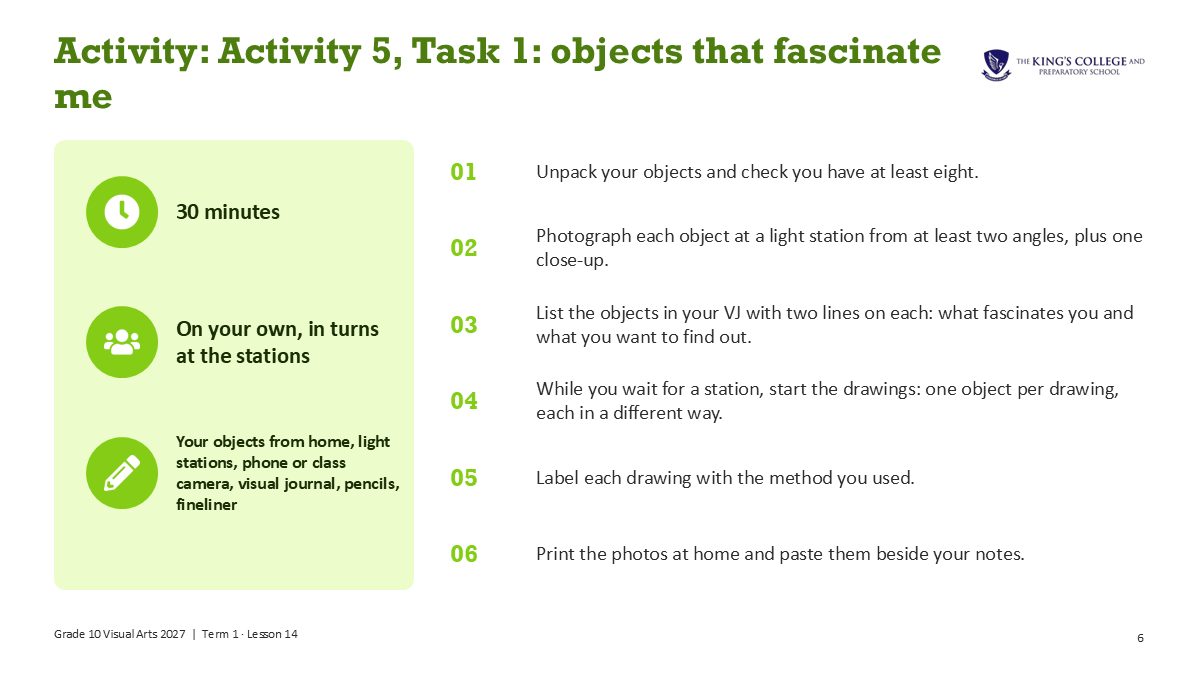 Activity: Activity 5, Task 1: objects that fascinate
me
THE KING'S COLLEGE AND
PREPARATORY SCHOOL
30 minutes
On your own, in turns
at the stations
Your objects from home, light
stations, phone or class
camera, visual journal, pencils,
fineliner
01
Unpack your objects and check you have at least eight.
02
Photograph each object at a light station from at least two angles, plus one
close-up.
03
List the objects in your VJ with two lines on each: what fascinates you and
what you want to find out.
04
While you wait for a station, start the drawings: one object per drawing,
each in a different way.
05
Label each drawing with the method you used.
06
Print the photos at home and paste them beside your notes.
Grade 10 Visual Arts 2027 | Term 1 · Lesson 14
6